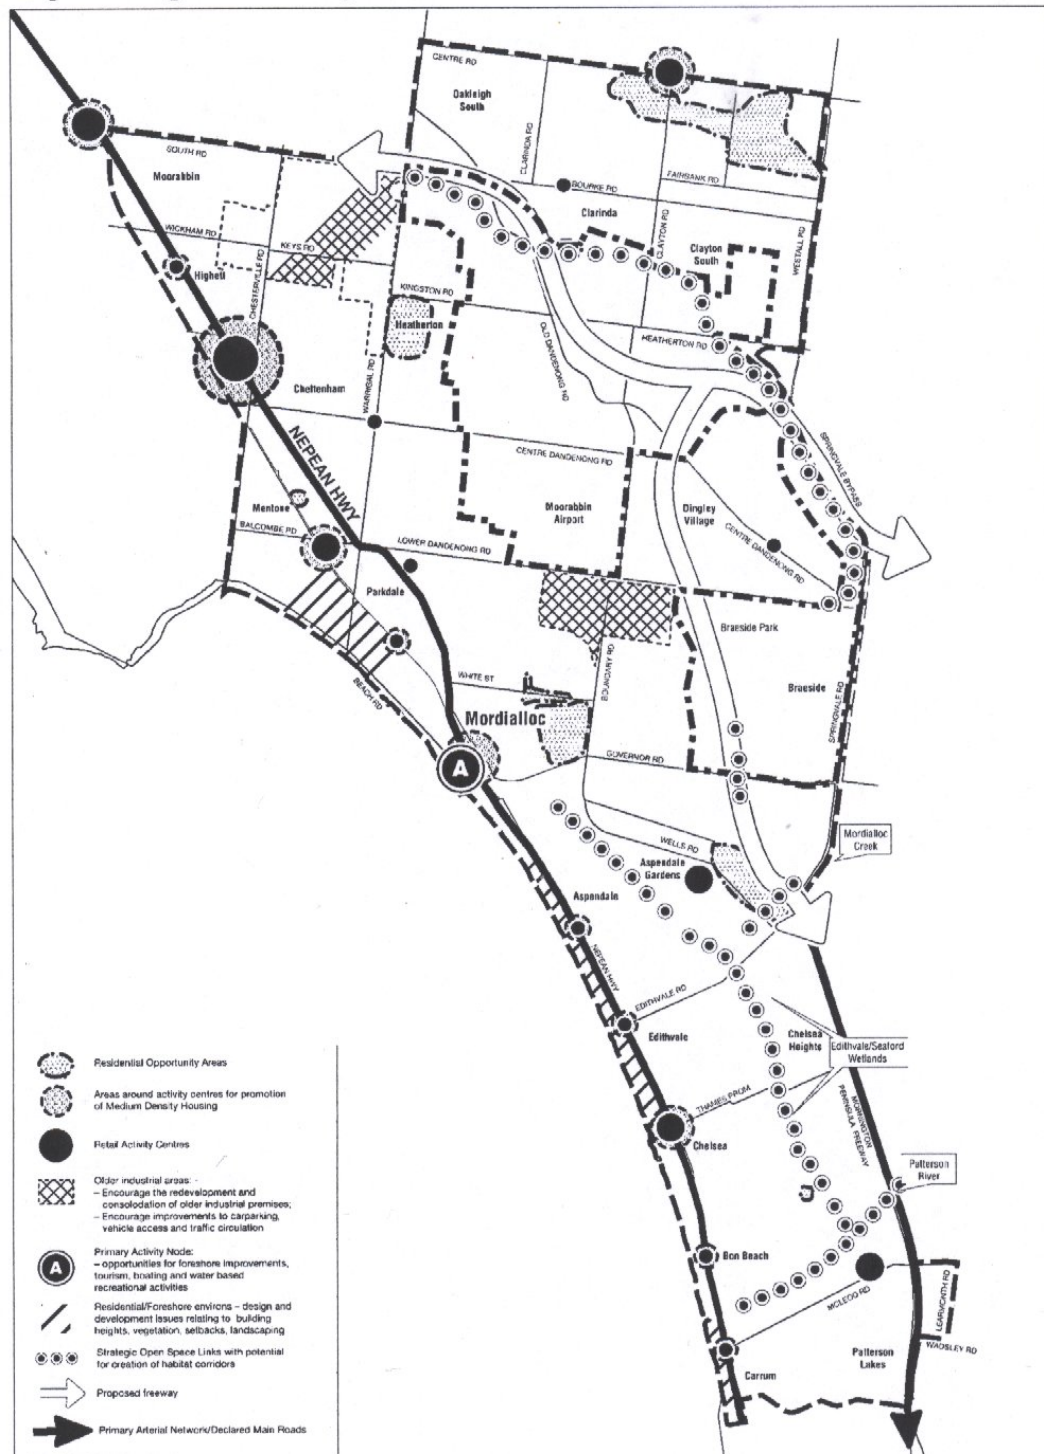 CENTRE RD
Oakleigh
South
CLARINDA RD
SOUTH RD
Moorabbin
BOURKE RD
FAIRBANK RD
Clarinda
CLAYTON RD
Clayton
South
WESTALL RD
WICKHAM RD
KEYS RD
Highett
CHESTERVILLE RD
KINGSTON RD
Heatherton
OLD DANDENONG RD
HEATHERTON RD
Cheltenham
WARRIGAL RD
NEPEAN HWY
CENTRE DANDENONG RD
SPRINGVALE BYPASS
Mentone
Moorabbin
Airport
Dingley
Village
CENTRE DANDENONG RD
BALCOMBE RD
LOWER DANDENONG RD
Parkdale
Braeside Park
BEACH RD
WHITE ST
BOUNDARY RD
Braeside
SPRINGVALE RD
Mordialloc
A
GOVERNOR RD
Mordialloc
Creek
WELLS RD
Aspendale
Gardens
Aspendale
NEPEAN HWY
EDITHVALE RD
Edithvale
Chelsea
Heights
Edithvale/Seaford
Wetlands
THAMES PROM
MORNINGTON
PENINSULA FREEWAY
Chelsea
Patterson
River
Bon Beach
MCLEOD RD
LEARMONTH RD
WADSLEY RD
Patterson
Lakes
Carrum
Residential Opportunity Areas
Areas around activity centres for promotion
of Medium Density Housing
Retail Activity Centres
Older industrial areas: -
– Encourage the redevelopment and
consolodation of older industrial premises;
– Encourage improvements to carparking,
vehicle access and traffic circulation
A
Primary Activity Node:
– opportunities for foreshore improvements,
tourism, boating and water based
recreational activities
Residential/Foreshore environs – design and
development issues relating to building
heights, vegetation, setbacks, landscaping
Strategic Open Space Links with potential
for creation of habitat corridors
Proposed freeway
Primary Arterial Network/Declared Main Roads